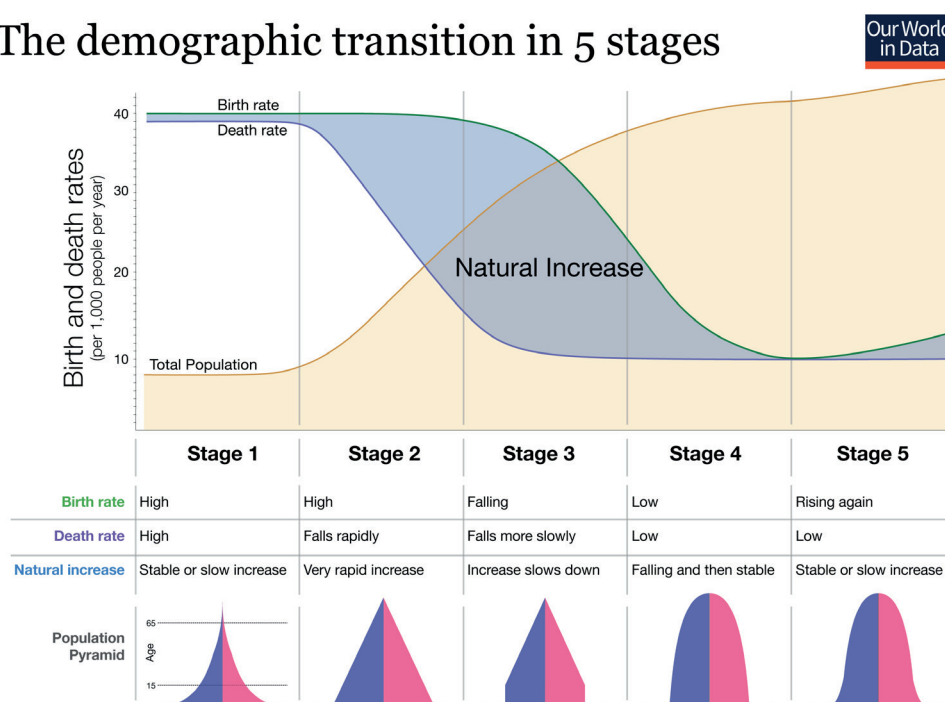 The demographic transition in 5 stages
Our World
in Data
Birth and death rates
(per 1,000 people per year)
40
30
20
10
Birth rate
Death rate
Natural Increase
Total Population
Stage 1
Stage 2
Stage 3
Stage 4
Stage 5
Birth rate
High
High
Falling
Low
Rising again
Death rate
High
Falls rapidly
Falls more slowly
Low
Low
Natural increase
Stable or slow increase
Very rapid increase
Increase slows down
Falling and then stable
Stable or slow increase
Population
Pyramid
65
Age
15